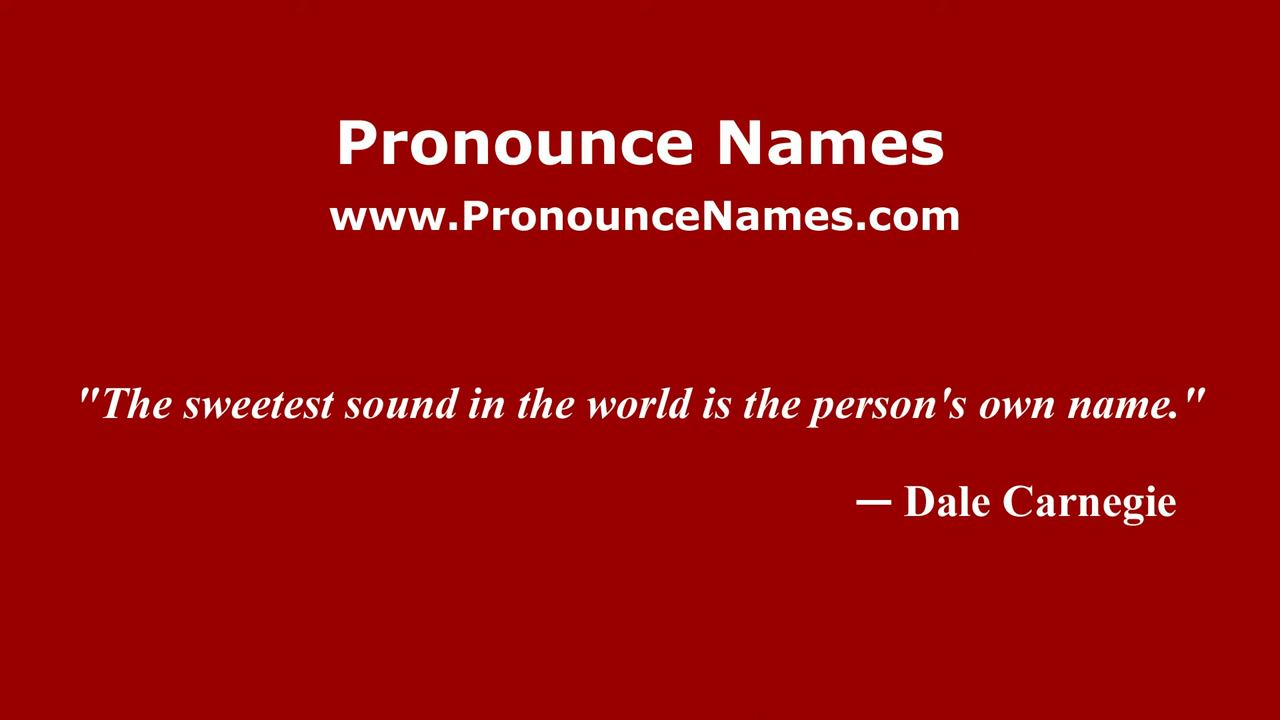 Pronounce Names
www.PronounceNames.com
"The sweetest sound in the world is the person's own name."
— Dale Carnegie